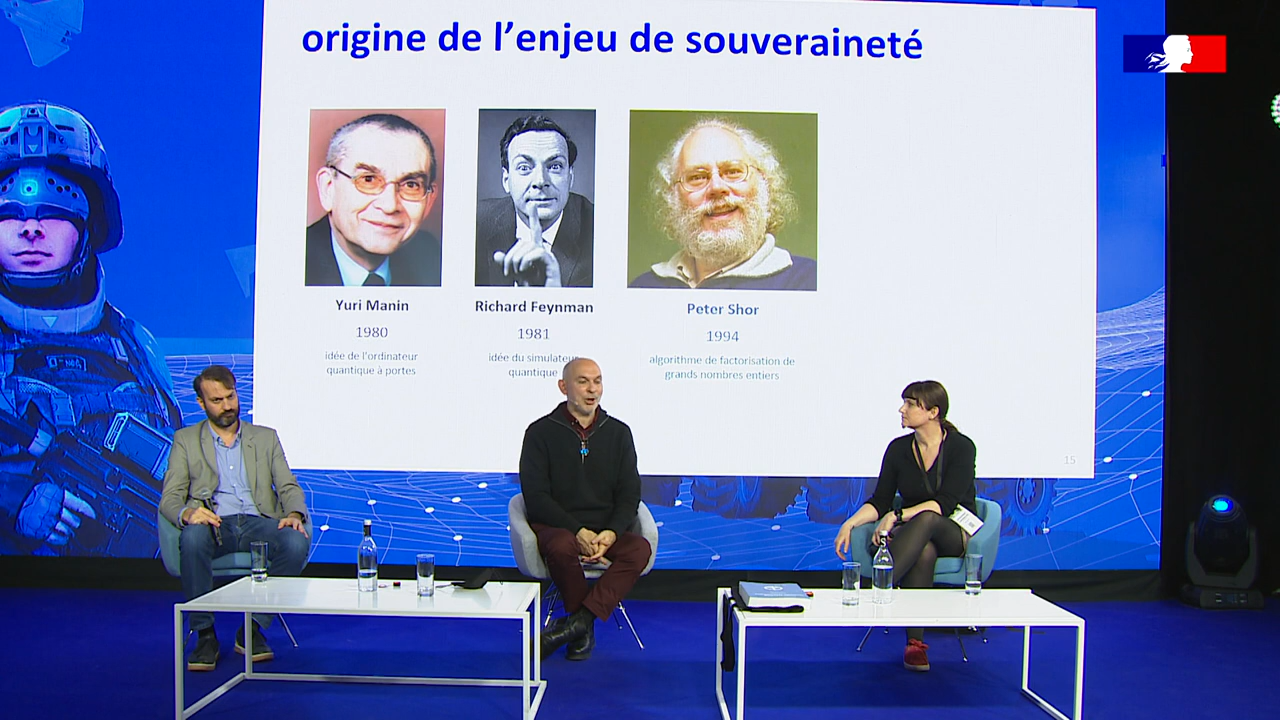 origine de l’enjeu de souveraineté
Yuri Manin
1980
idée de l'ordinateur
quantique à portes
Richard Feynman
1981
idée du simulateur
quantique
Peter Shor
1994
algorithme de factorisation de
grands nombres entiers
15